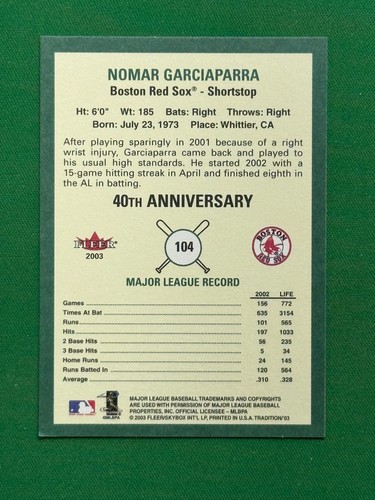 NOMAR GARCIAPARRA
Boston Red Sox® - Shortstop
Ht: 6'0" Wt: 185 Bats: Right Throws: Right
Born: July 23, 1973 Place: Whittier, CA
After playing sparingly in 2001 because of a right
wrist injury, Garciaparra came back and played to
his usual high standards. He started 2002 with a
15-game hitting streak in April and finished eighth in
the AL in batting.
40TH ANNIVERSARY
FLEER
2003
104
BOSTON
RED SOX
MAJOR LEAGUE RECORD
2002 LIFE
Games 156 772
Times At Bat 635 3154
Runs 101 565
Hits 197 1033
2 Base Hits 56 235
3 Base Hits 5 34
Home Runs 24 145
Runs Batted In 120 564
Average .310 .328
MAJOR LEAGUE BASEBALL TRADEMARKS AND COPYRIGHTS
ARE USED WITH PERMISSION OF MAJOR LEAGUE BASEBALL
PROPERTIES, INC. OFFICIAL LICENSEE - MLBPA
© MLBPA
© 2003 FLEER/SKYBOX INT'L LP, PRINTED IN U.S.A. TRADITION'03